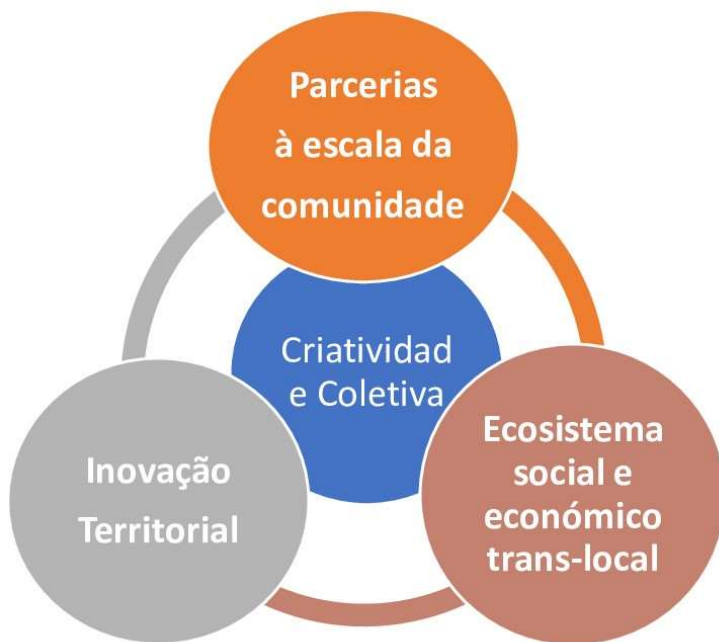 Parcerias
à escala da
comunidade
Criatividad
e Coletiva
Inovação
Territorial
Ecosistema
social e
económico
trans-local